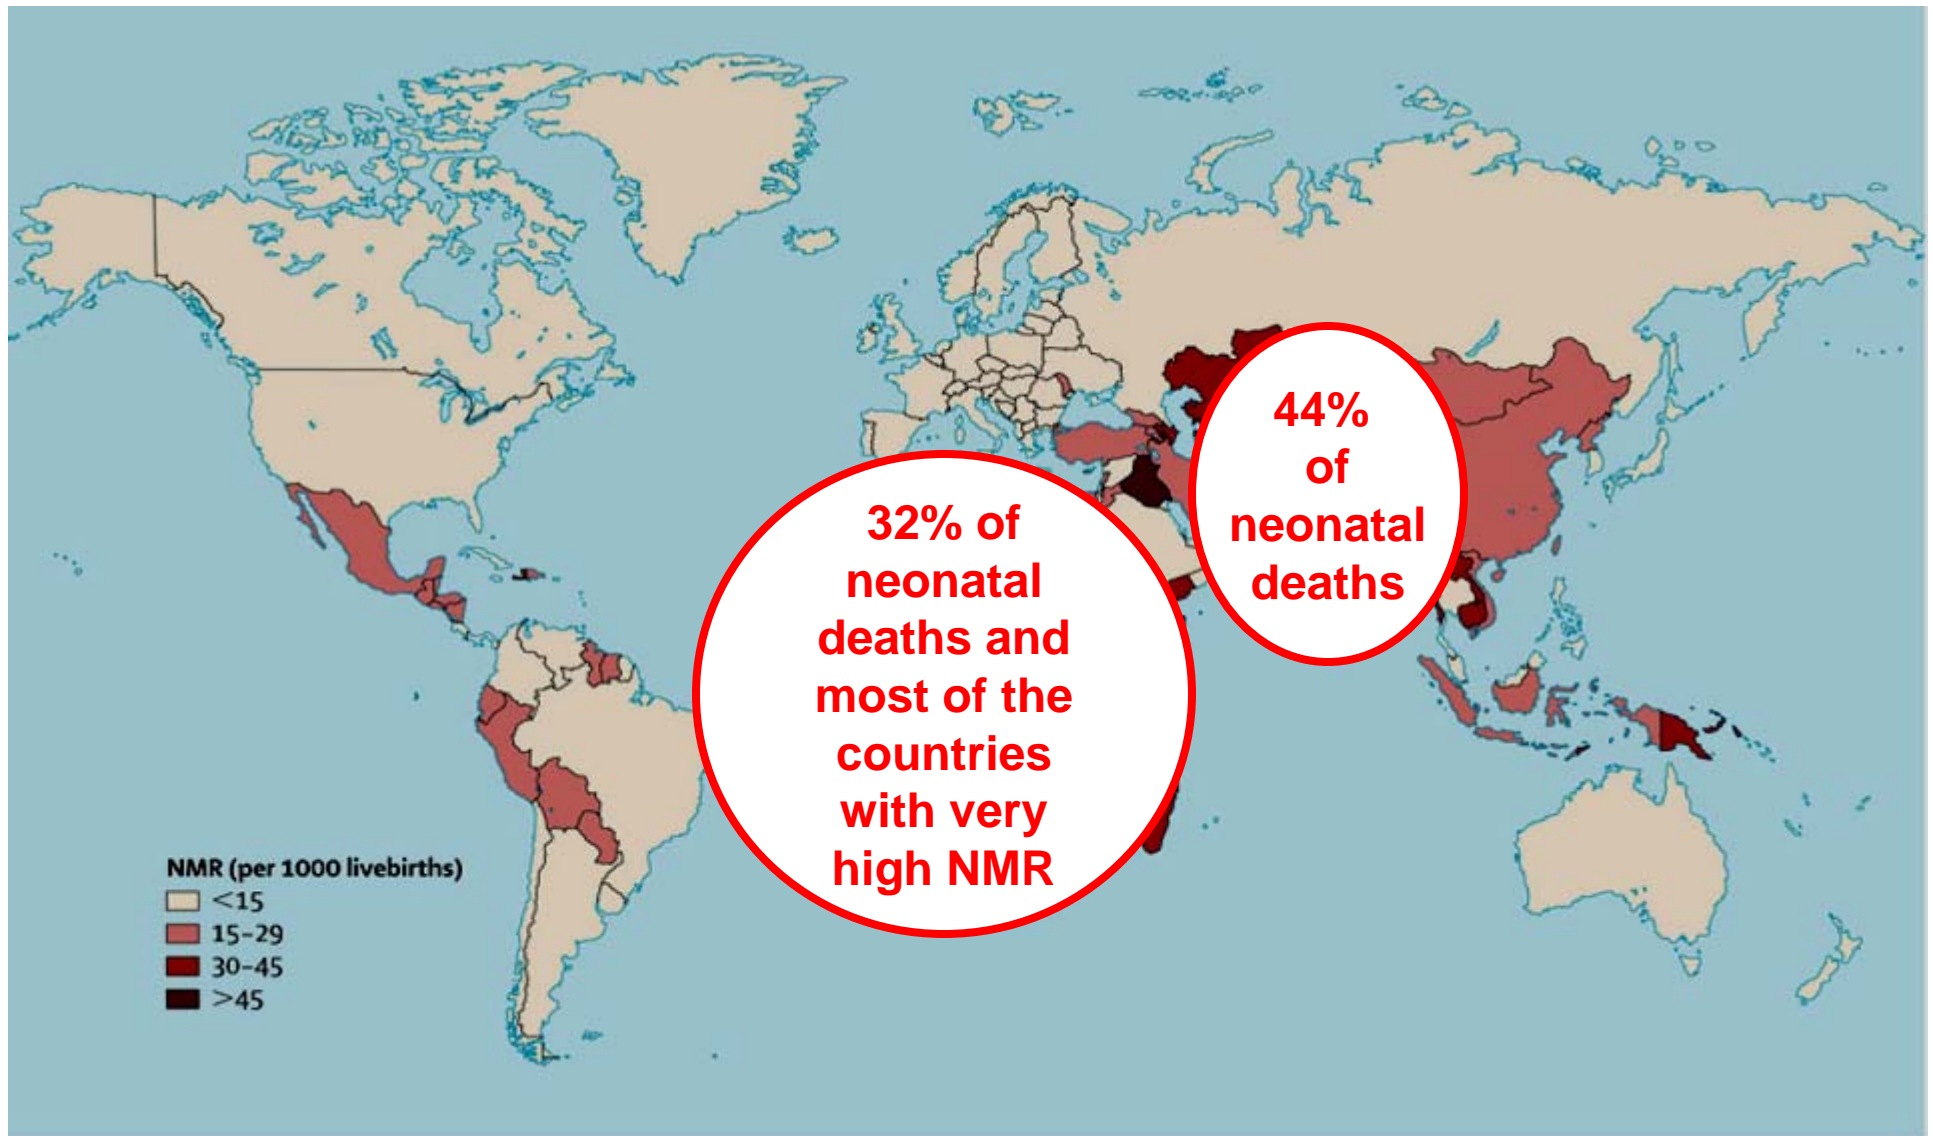 44%
of
neonatal
deaths
32% of
neonatal
deaths and
most of the
countries
with very
high NMR
NMR (per 1000 livebirths)
<15
15–29
30–45
>45